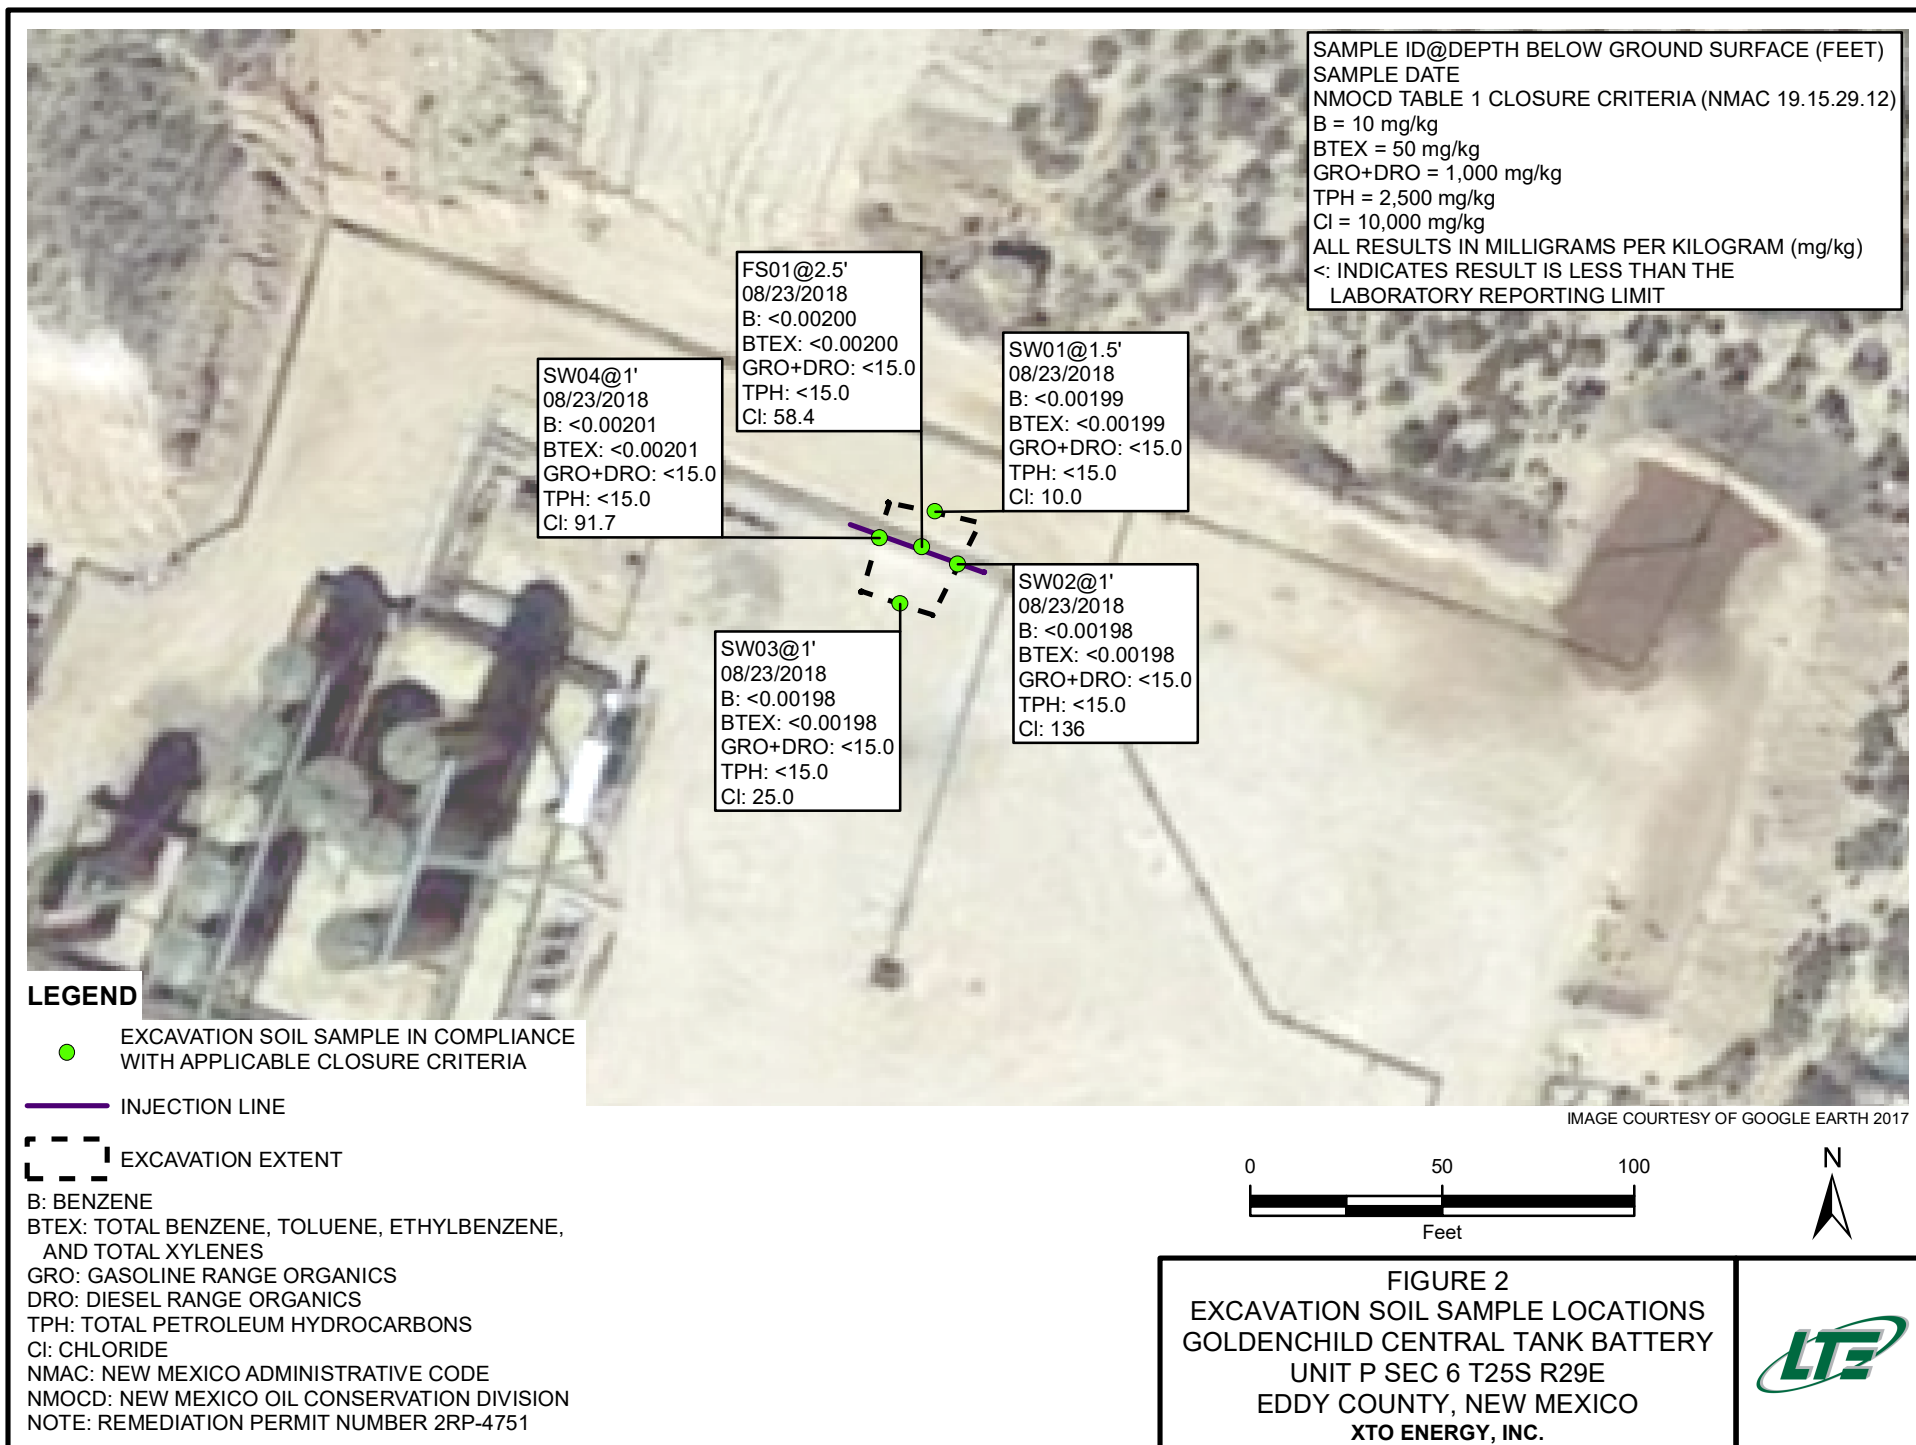 SAMPLE ID@DEPTH BELOW GROUND SURFACE (FEET)
SAMPLE DATE
NMOCD TABLE 1 CLOSURE CRITERIA (NMAC 19.15.29.12)
B = 10 mg/kg
BTEX = 50 mg/kg
GRO+DRO = 1,000 mg/kg
TPH = 2,500 mg/kg
Cl = 10,000 mg/kg
ALL RESULTS IN MILLIGRAMS PER KILOGRAM (mg/kg)
<: INDICATES RESULT IS LESS THAN THE
LABORATORY REPORTING LIMIT
FS01@2.5'
08/23/2018
B: <0.00200
BTEX: <0.00200
GRO+DRO: <15.0
TPH: <15.0
Cl: 58.4
SW01@1.5'
08/23/2018
B: <0.00199
BTEX: <0.00199
GRO+DRO: <15.0
TPH: <15.0
Cl: 10.0
SW04@1'
08/23/2018
B: <0.00201
BTEX: <0.00201
GRO+DRO: <15.0
TPH: <15.0
Cl: 91.7
SW02@1'
08/23/2018
B: <0.00198
BTEX: <0.00198
GRO+DRO: <15.0
TPH: <15.0
Cl: 136
SW03@1'
08/23/2018
B: <0.00198
BTEX: <0.00198
GRO+DRO: <15.0
TPH: <15.0
Cl: 25.0
LEGEND
EXCAVATION SOIL SAMPLE IN COMPLIANCE
WITH APPLICABLE CLOSURE CRITERIA
INJECTION LINE
EXCAVATION EXTENT
B: BENZENE
BTEX: TOTAL BENZENE, TOLUENE, ETHYLBENZENE,
AND TOTAL XYLENES
GRO: GASOLINE RANGE ORGANICS
DRO: DIESEL RANGE ORGANICS
TPH: TOTAL PETROLEUM HYDROCARBONS
Cl: CHLORIDE
NMAC: NEW MEXICO ADMINISTRATIVE CODE
NMOCD: NEW MEXICO OIL CONSERVATION DIVISION
NOTE: REMEDIATION PERMIT NUMBER 2RP-4751
IMAGE COURTESY OF GOOGLE EARTH 2017
0 50 100
Feet
N
FIGURE 2
EXCAVATION SOIL SAMPLE LOCATIONS
GOLDENCHILD CENTRAL TANK BATTERY
UNIT P SEC 6 T25S R29E
EDDY COUNTY, NEW MEXICO
XTO ENERGY, INC.
LTE